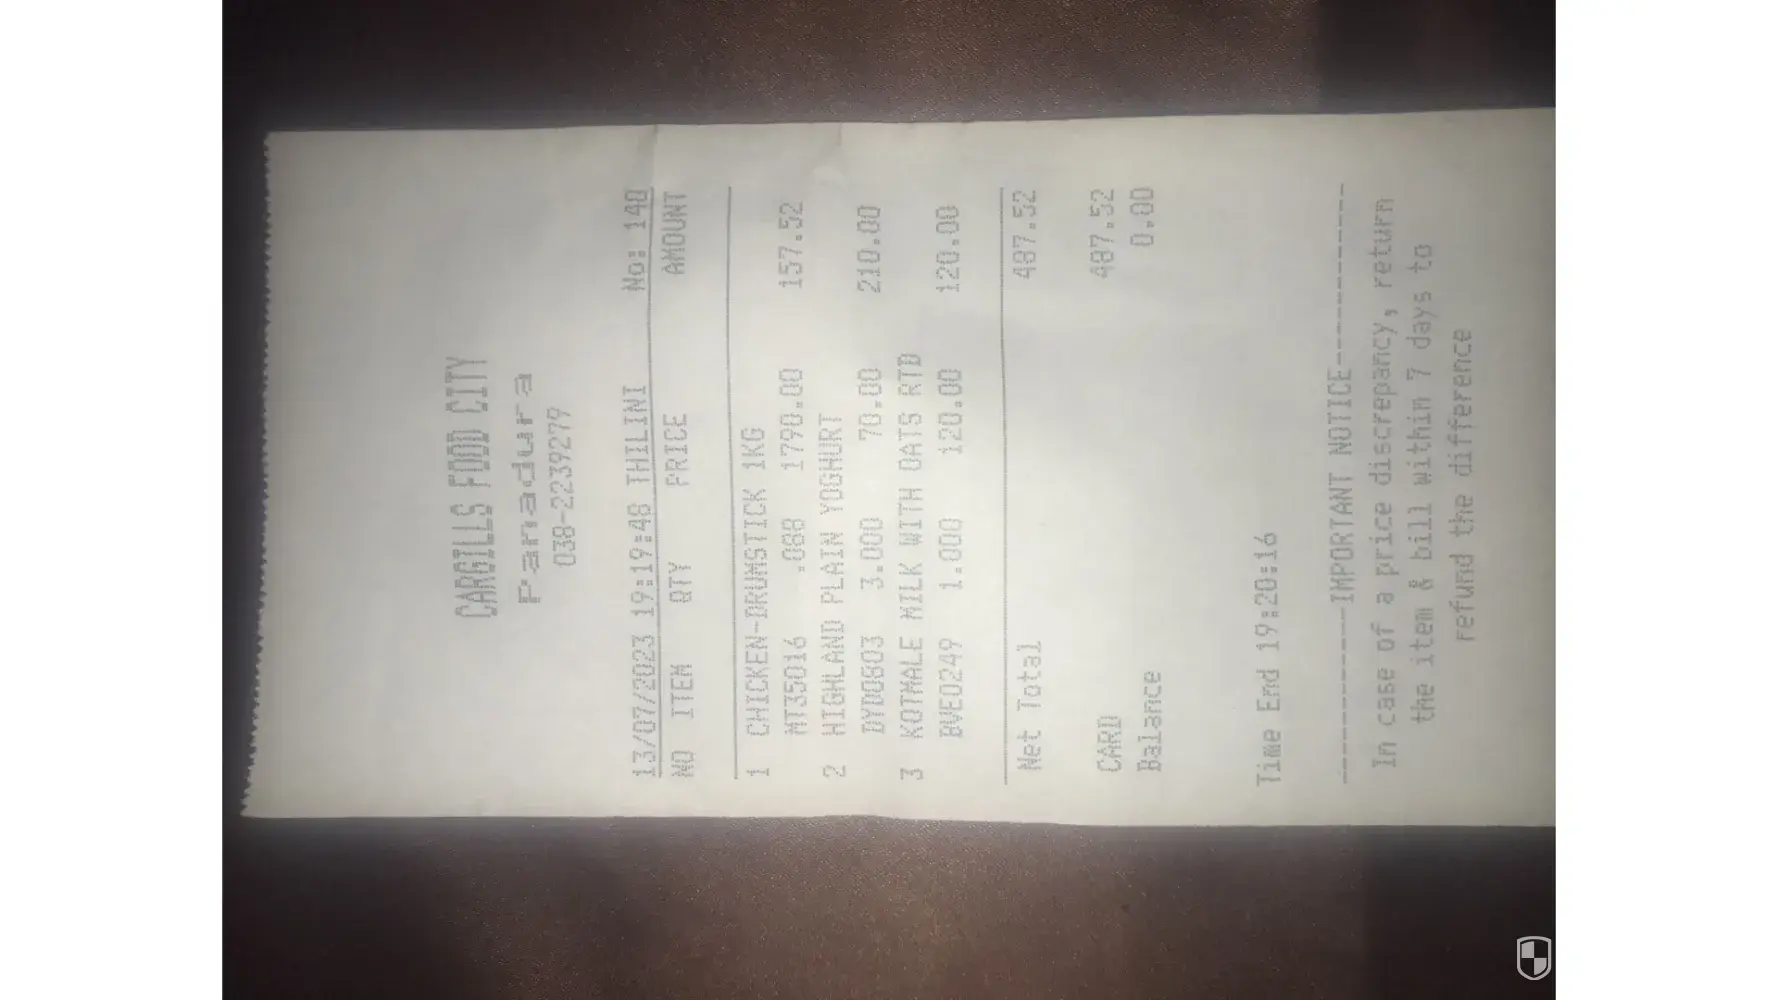 CARGILLS FOOD CITY
Panadura
038-2239279
13/07/2023 19:19:48 THILINI No: 140
NO ITEM QTY PRICE AMOUNT
1 CHICKEN-DRUMSTICK 1KG
MT35016 .088 1790.00 157.52
2 HIGHLAND PLAIN YOGHURT
DYD0803 3.000 70.00 210.00
3 KOTMALE MILK WITH OATS RTD
BVE0249 1.000 120.00 120.00
Net Total 487.52
CARD 487.52
Balance 0.00
Time End 19:20:16
----------IMPORTANT NOTICE----------
In case of a price discrepancy, return
the item & bill within 7 days to
refund the difference